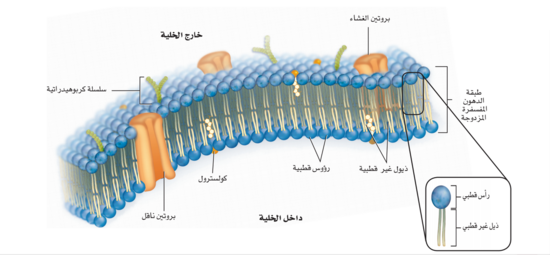 خارج الخلية
بروتين الغشاء
سلسلة كربوهيدراتية
طبقة
الدهون
المفسفرة
المزدوجة
كولسترول
رؤوس قطبية
ذيول غير قطبية
بروتين ناقل
داخل الخلية
رأس قطبي
ذيل غير قطبي